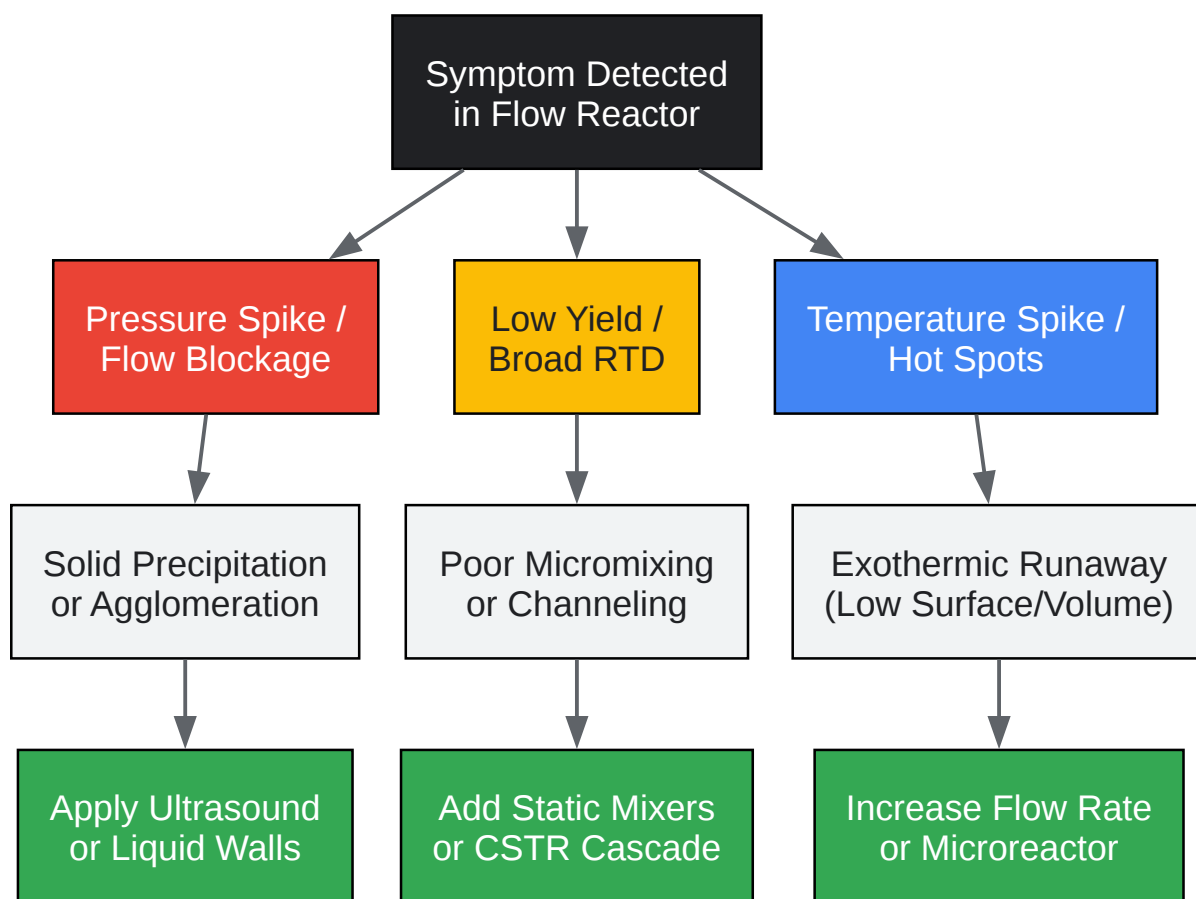 Symptom Detected
in Flow Reactor
Pressure Spike /
Flow Blockage
Low Yield /
Broad RTD
Temperature Spike /
Hot Spots
Solid Precipitation
or Agglomeration
Poor Micromixing
or Channeling
Exothermic Runaway
(Low Surface/Volume)
Apply Ultrasound
or Liquid Walls
Add Static Mixers
or CSTR Cascade
Increase Flow Rate
or Microreactor